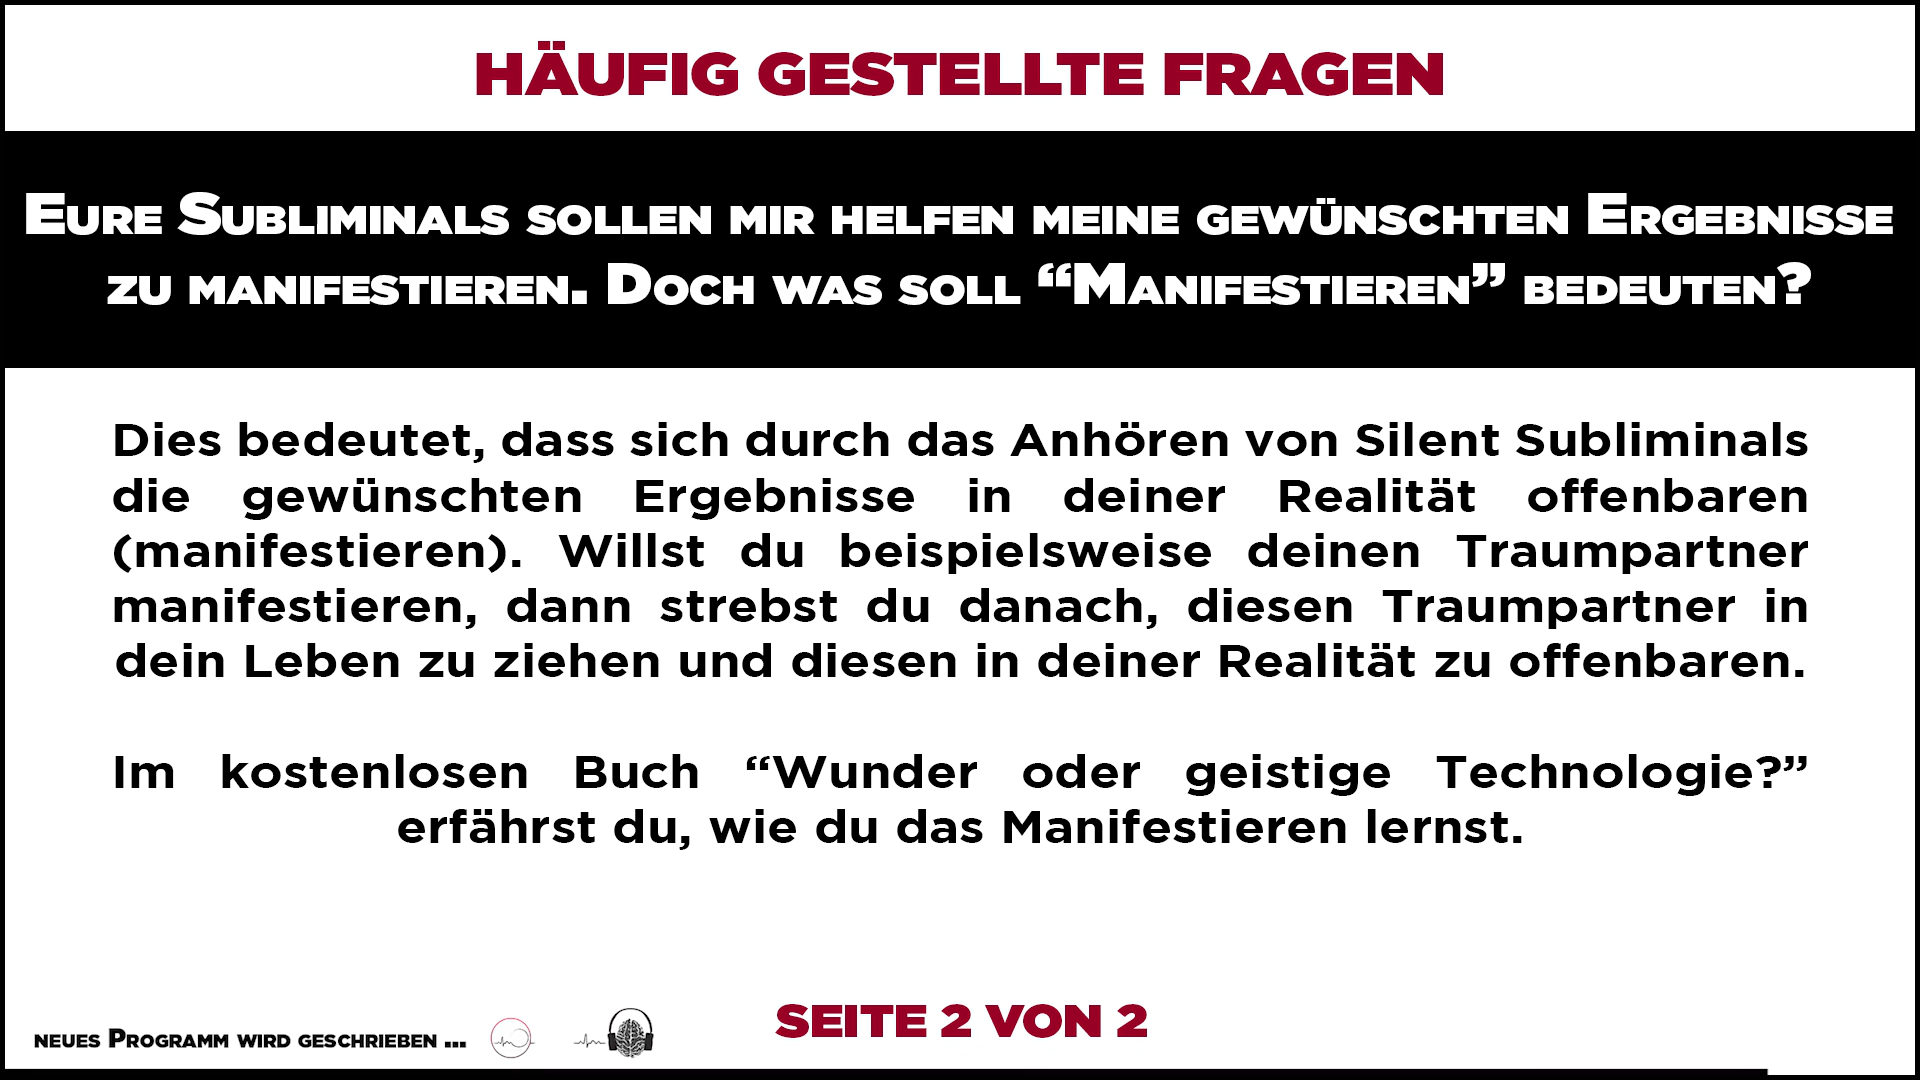 HÄUFIG GESTELLTE FRAGEN
EURE SUBLIMINALS SOLLEN MIR HELFEN MEINE GEWÜNSCHTEN ERGEBNISSE
ZU MANIFESTIEREN. DOCH WAS SOLL “MANIFESTIEREN” BEDEUTEN?
Dies bedeutet, dass sich durch das Anhören von Silent Subliminals
die gewünschten Ergebnisse in deiner Realität offenbaren
(manifestieren). Willst du beispielsweise deinen Traumpartner
manifestieren, dann strebst du danach, diesen Traumpartner in
dein Leben zu ziehen und diesen in deiner Realität zu offenbaren.
Im kostenlosen Buch “Wunder oder geistige Technologie?”
erfährst du, wie du das Manifestieren lernst.
SEITE 2 VON 2
NEUES PROGRAMM WIRD GESCHRIEBEN ...